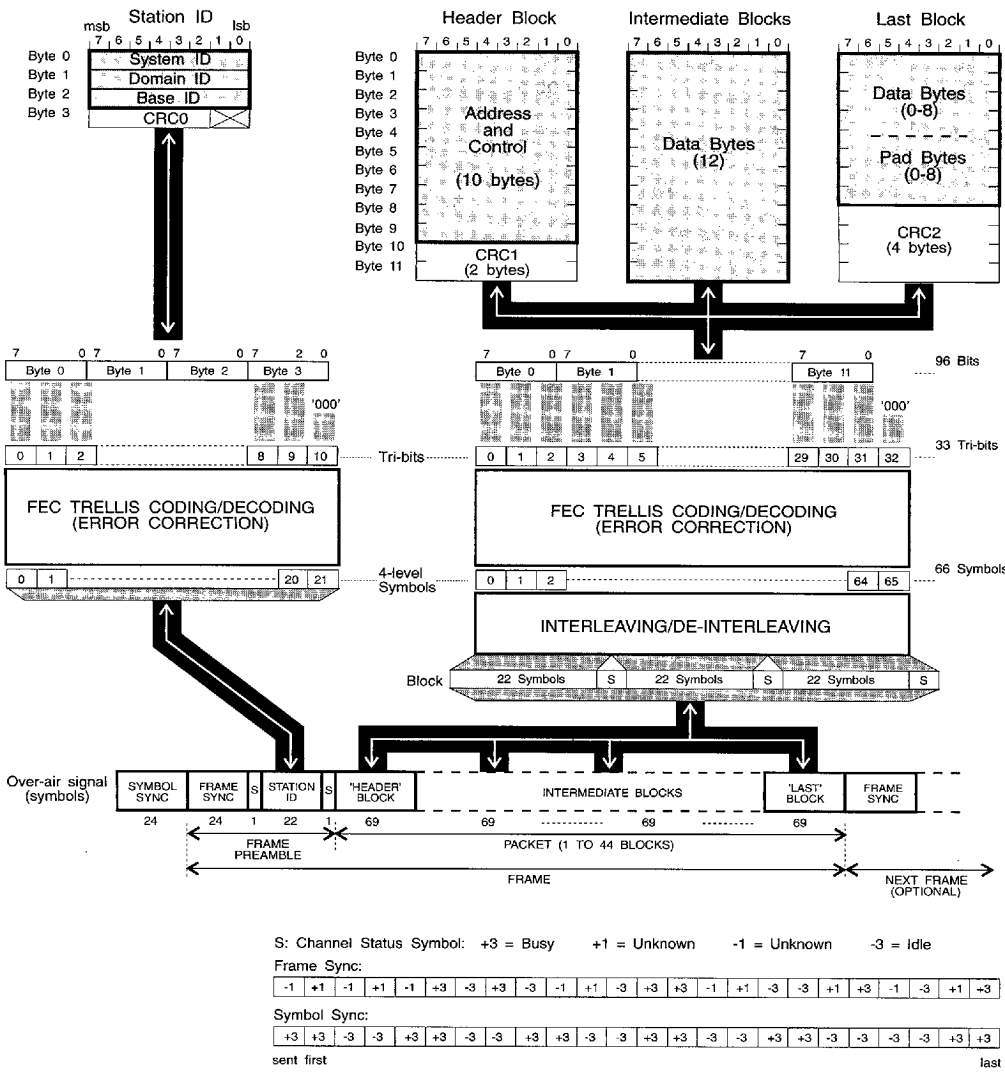 Station ID
msb lsb
7 6 5 4 3 2 1 0
Byte 0 System ID
Byte 1 Domain ID
Byte 2 Base ID
Byte 3 CRC0
Header Block Intermediate Blocks Last Block
7 6 5 4 3 2 1 0 7 6 5 4 3 2 1 0 7 6 5 4 3 2 1 0
Byte 0
Byte 1
Byte 2
Byte 3
Byte 4
Byte 5
Byte 6
Byte 7
Byte 8
Byte 9
Byte 10
Byte 11
Address
and
Control
(10 bytes)
CRC1
(2 bytes)
Data Bytes
(12)
Data Bytes
(0-8)
Pad Bytes
(0-8)
CRC2
(4 bytes)
7 0 7 0 7 0 7 2 0
Byte 0 Byte 1 Byte 2 Byte 3
'000'
0 1 2 8 9 10
FEC TRELLIS CODING/DECODING
(ERROR CORRECTION)
0 1 20 21
Tri-bits
4-level
Symbols
7 0 7 0 7 0
Byte 0 Byte 1 Byte 11 96 Bits
'000'
0 1 2 3 4 5 29 30 31 32 33 Tri-bits
FEC TRELLIS CODING/DECODING
(ERROR CORRECTION)
0 1 2 64 65 66 Symbols
INTERLEAVING/DE-INTERLEAVING
Block 22 Symbols S 22 Symbols S 22 Symbols S
Over-air signal
(symbols)
SYMBOL
SYNC
FRAME
SYNC
S
STATION
ID
S
'HEADER'
BLOCK
INTERMEDIATE BLOCKS
'LAST'
BLOCK
FRAME
SYNC
24 24 1 22 1 69 69 69 69
FRAME
PREAMBLE
PACKET (1 TO 44 BLOCKS)
FRAME
NEXT FRAME
(OPTIONAL)
S: Channel Status Symbol: +3 = Busy +1 = Unknown -1 = Unknown -3 = Idle
Frame Sync:
-1 +1 -1 +1 -1 +3 -3 +3 -3 -1 +1 -3 +3 +3 -1 +1 -3 -3 +1 +3 -1 -3 +1 +3
Symbol Sync:
+3 +3 -3 -3 +3 +3 -3 -3 +3 +3 -3 -3 +3 +3 -3 -3 +3 +3 -3 -3 +3 +3
sent first last